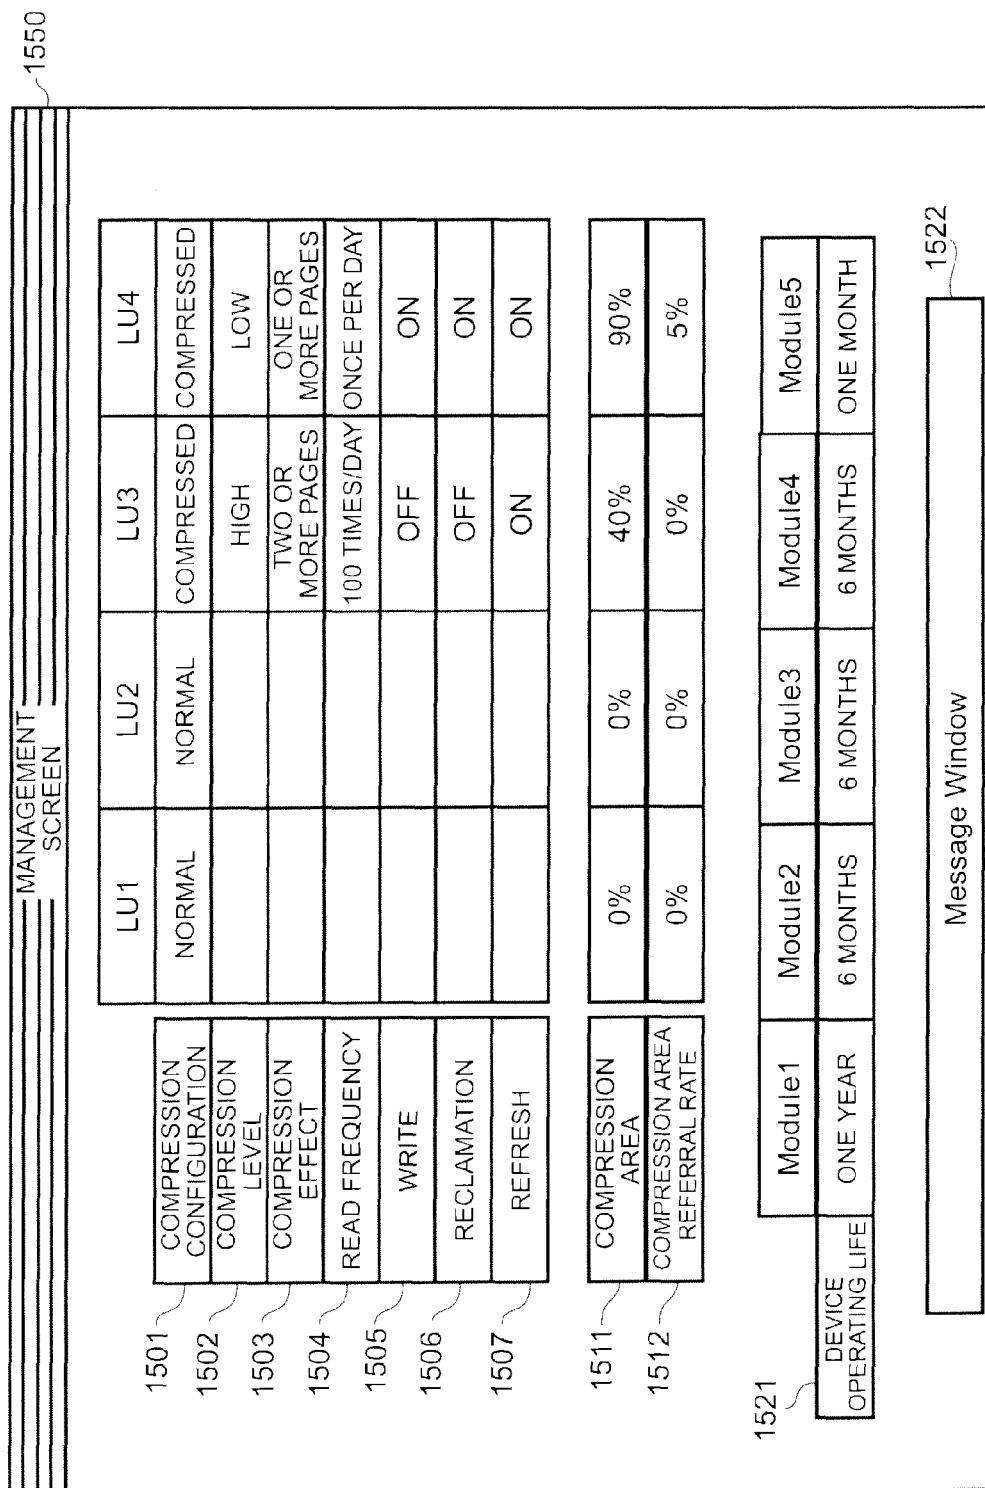 MANAGEMENT
SCREEN
1550
LU1 LU2 LU3 LU4
1501 COMPRESSION
CONFIGURATION NORMAL NORMAL COMPRESSED COMPRESSED
1502 COMPRESSION
LEVEL HIGH LOW
1503 COMPRESSION
EFFECT TWO OR
MORE PAGES ONE OR
MORE PAGES
1504 READ FREQUENCY 100 TIMES/DAY ONCE PER DAY
1505 WRITE OFF ON
1506 RECLAMATION OFF ON
1507 REFRESH ON ON
1511 COMPRESSION
AREA 0% 0% 40% 90%
1512 COMPRESSION AREA
REFERRAL RATE 0% 0% 0% 5%
Module1 Module2 Module3 Module4 Module5
1521 DEVICE
OPERATING LIFE ONE YEAR 6 MONTHS 6 MONTHS 6 MONTHS ONE MONTH
Message Window 1522